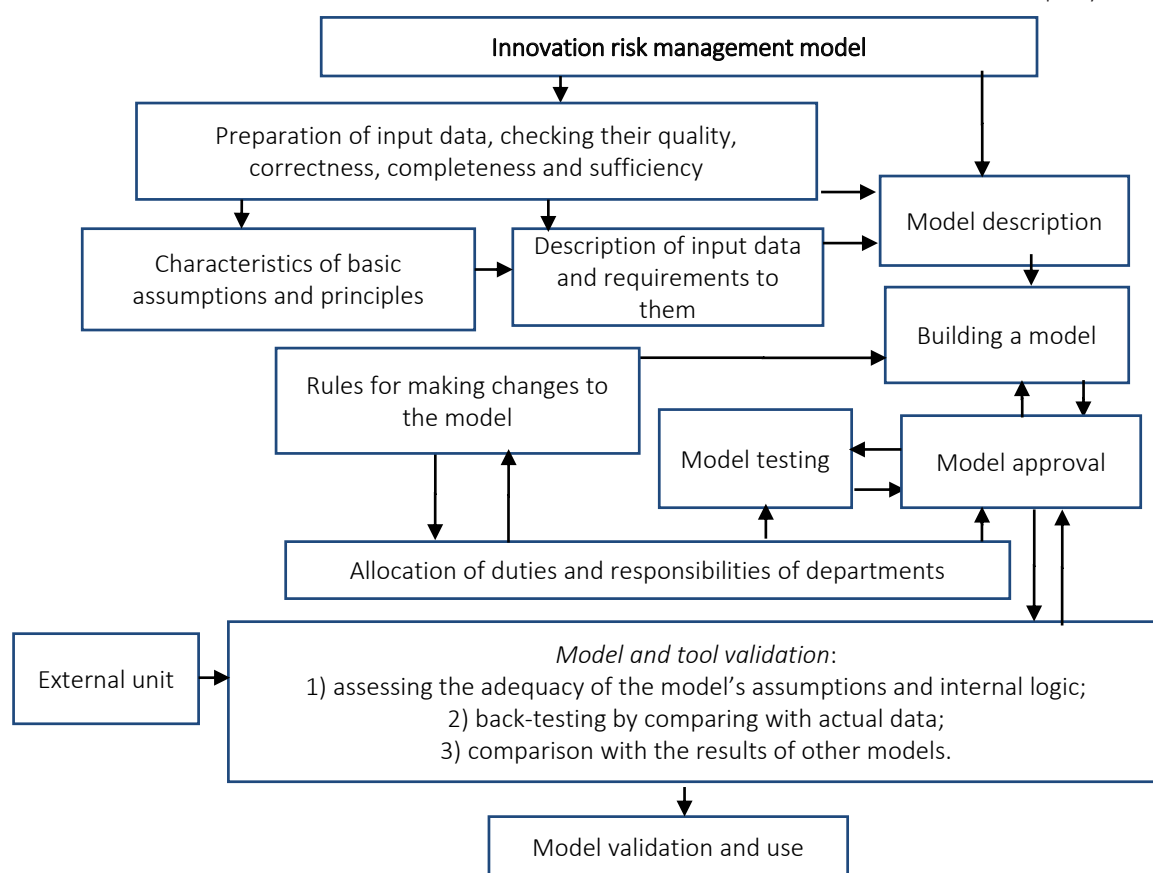 Innovation risk management model
Preparation of input data, checking their quality,
correctness, completeness and sufficiency
Model description
Characteristics of basic
assumptions and principles
Description of input data
and requirements to
them
Building a model
Rules for making changes to
the model
Model testing
Model approval
Allocation of duties and responsibilities of departments
External unit
Model and tool validation:
1) assessing the adequacy of the model’s assumptions and internal logic;
2) back-testing by comparing with actual data;
3) comparison with the results of other models.
Model validation and use